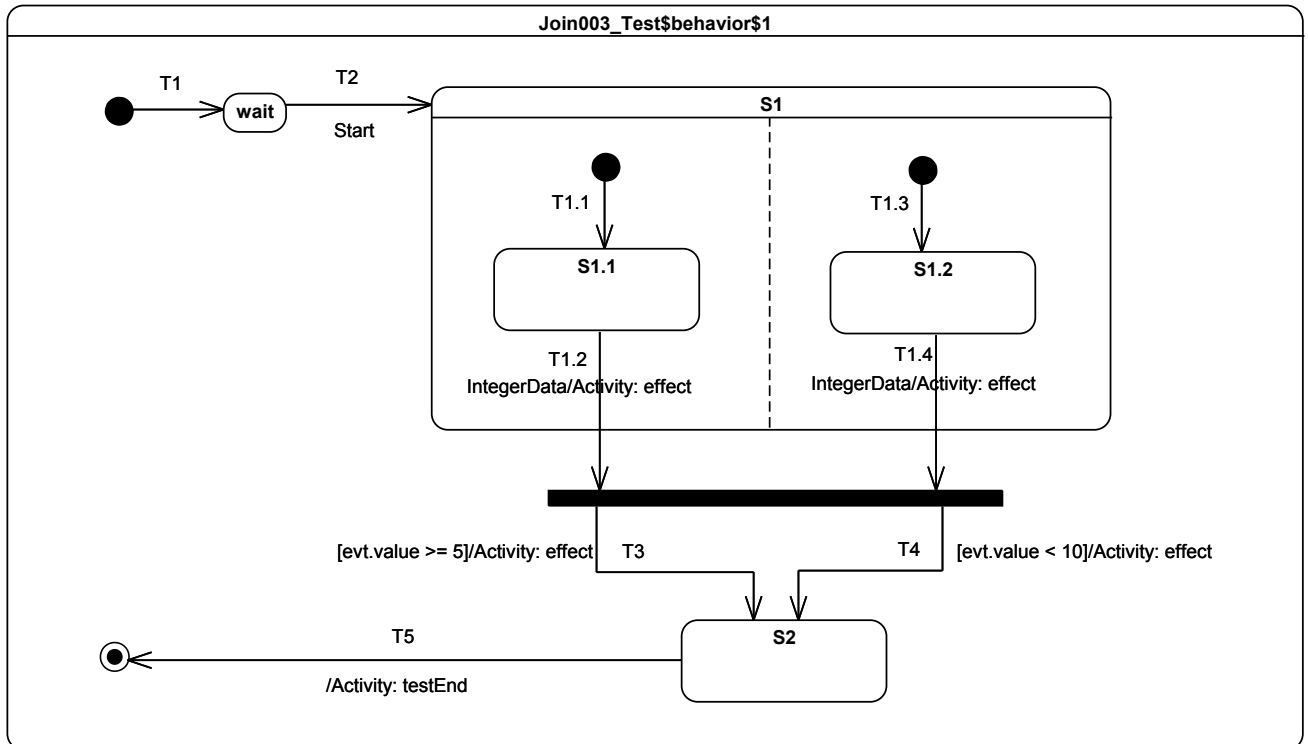 Join003_Test$behavior$1
T1
T2
wait
Start
S1
T1.1
T1.3
S1.1
S1.2
T1.2
T1.4
IntegerData/Activity: effect
IntegerData/Activity: effect
[evt.value >= 5]/Activity: effect
T3
T4
[evt.value < 10]/Activity: effect
S2
T5
/Activity: testEnd